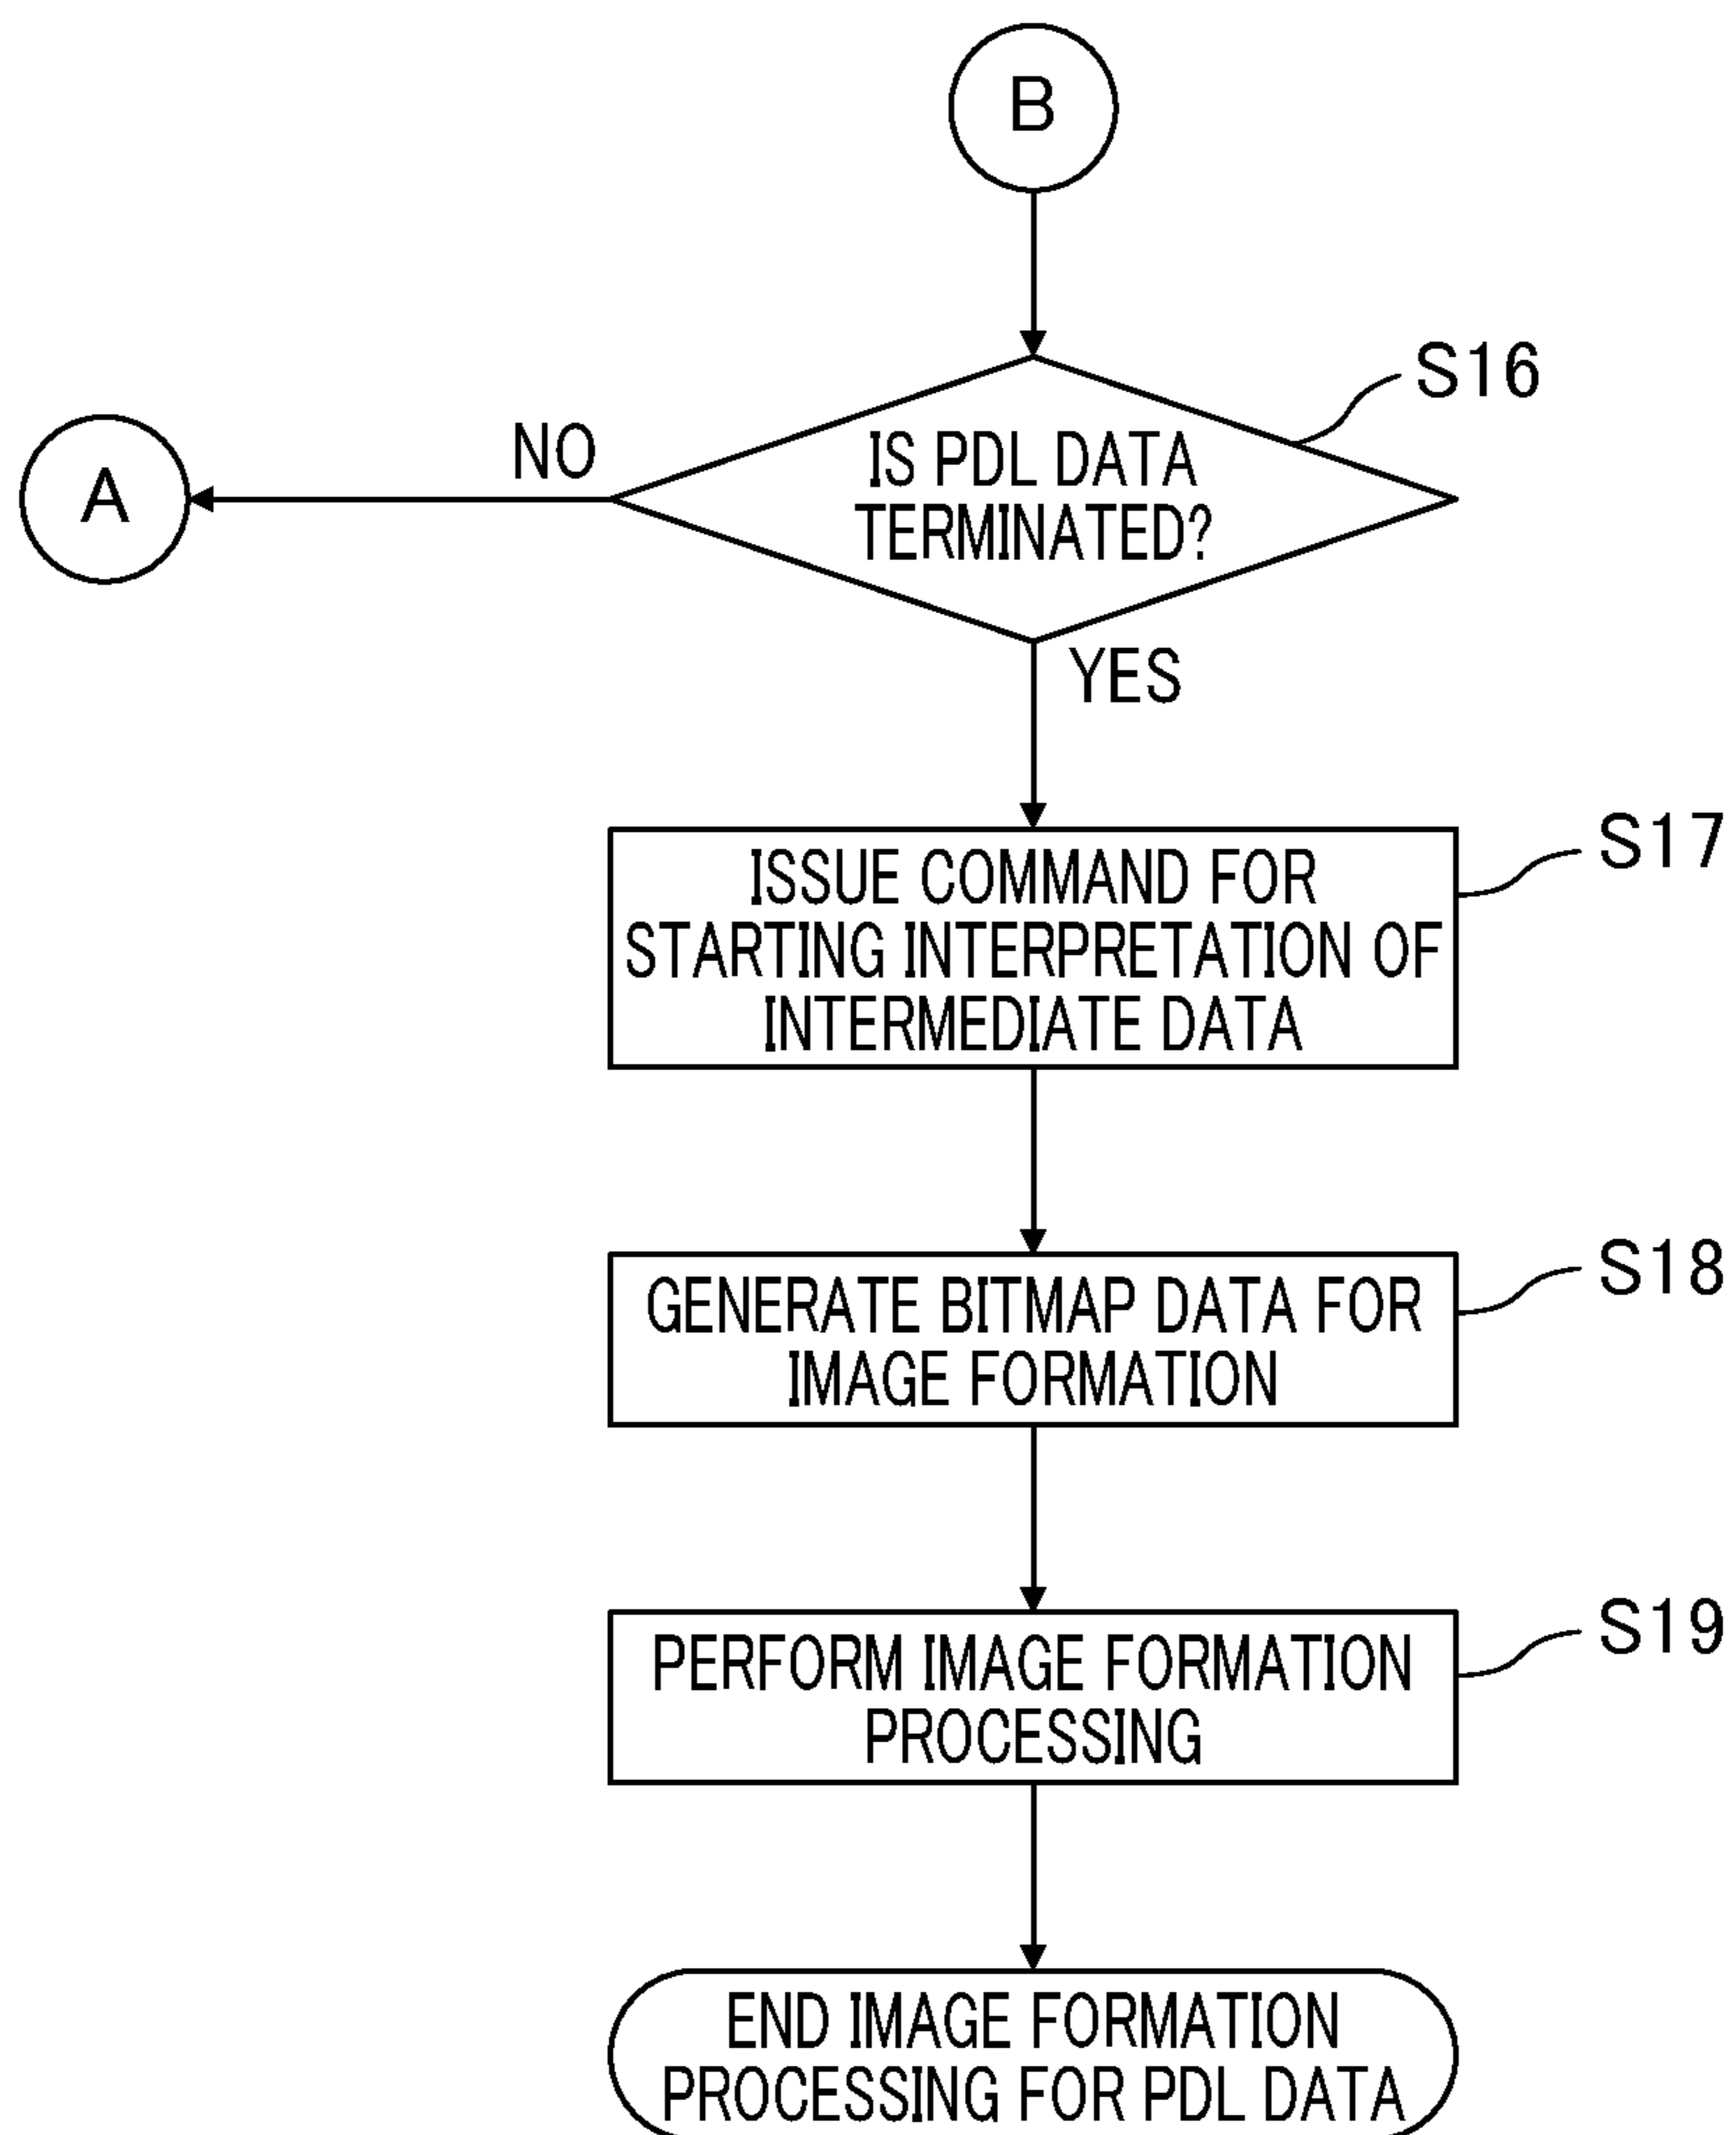 B
S16
NO
A
IS PDL DATA
TERMINATED?
YES
S17
ISSUE COMMAND FOR
STARTING INTERPRETATION OF
INTERMEDIATE DATA
S18
GENERATE BITMAP DATA FOR
IMAGE FORMATION
S19
PERFORM IMAGE FORMATION
PROCESSING
END IMAGE FORMATION
PROCESSING FOR PDL DATA